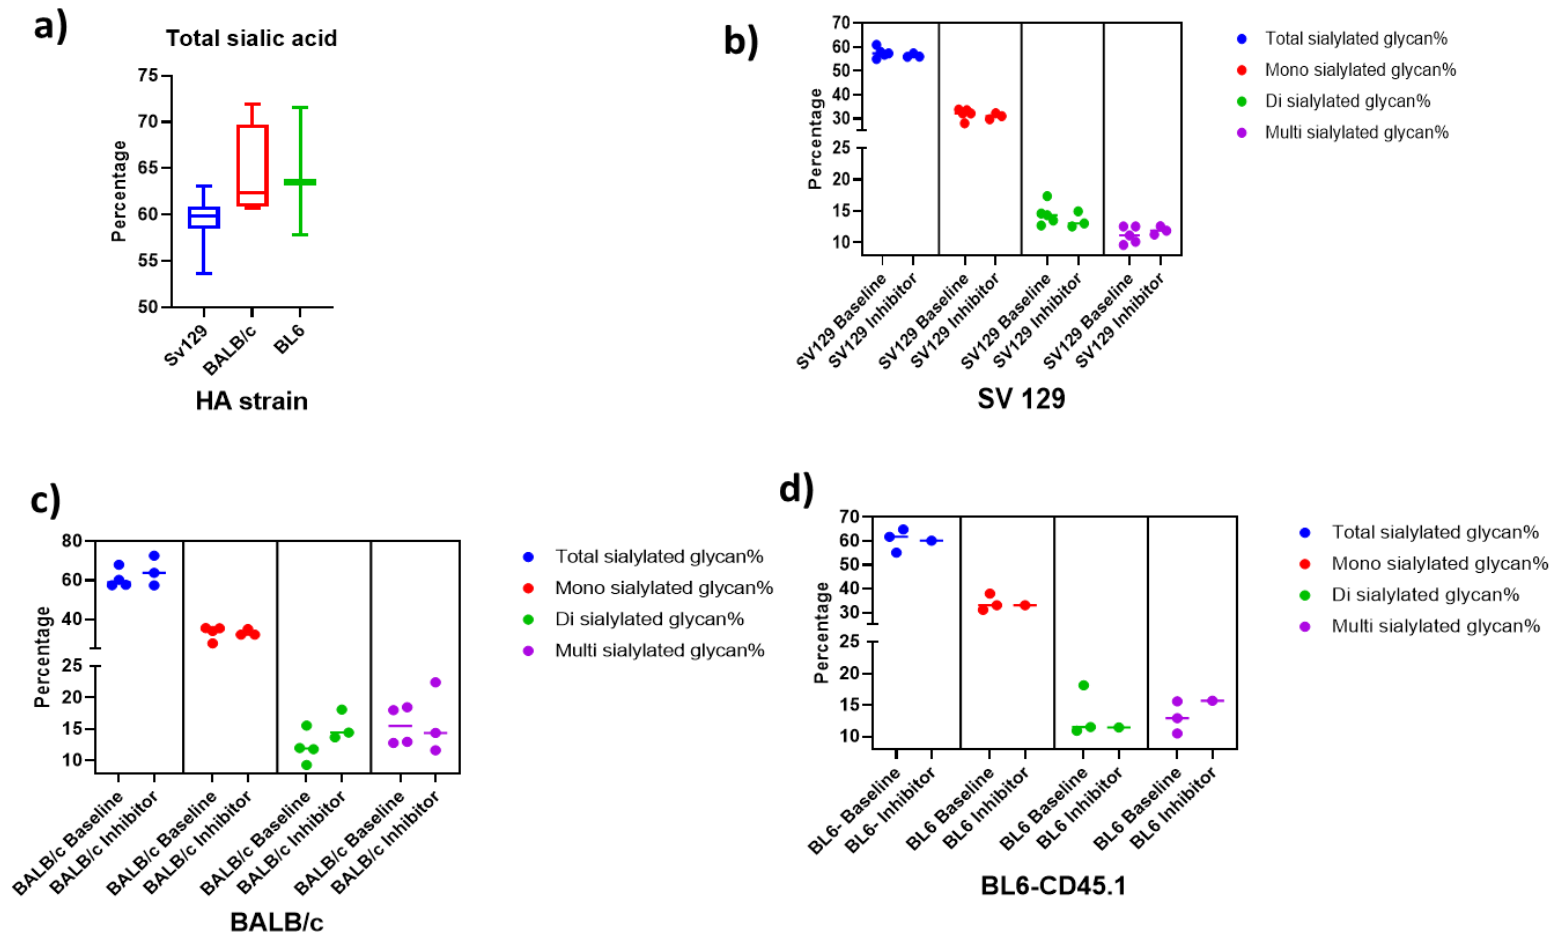 a)
Total sialic acid
75
70
65
60
55
50
Percentage
Sv129
BALB/c
BL6
HA strain
b)
70
60
50
40
30
25
20
15
10
Percentage
SV129 Baseline
SV129 Inhibitor
SV129 Baseline
SV129 Inhibitor
SV129 Baseline
SV129 Inhibitor
SV129 Baseline
SV129 Inhibitor
SV 129
Total sialylated glycan%
Mono sialylated glycan%
Di sialylated glycan%
Multi sialylated glycan%
c)
80
60
40
25
20
15
10
Percentage
BALB/c Baseline
BALB/c Inhibitor
BALB/c Baseline
BALB/c Inhibitor
BALB/c Baseline
BALB/c Inhibitor
BALB/c Baseline
BALB/c Inhibitor
BALB/c
Total sialylated glycan%
Mono sialylated glycan%
Di sialylated glycan%
Multi sialylated glycan%
d)
70
60
50
40
30
25
20
15
10
Percentage
BL6- Baseline
BL6- Inhibitor
BL6 Baseline
BL6 Inhibitor
BL6 Baseline
BL6 Inhibitor
BL6 Baseline
BL6 Inhibitor
BL6-CD45.1
Total sialylated glycan%
Mono sialylated glycan%
Di sialylated glycan%
Multi sialylated glycan%